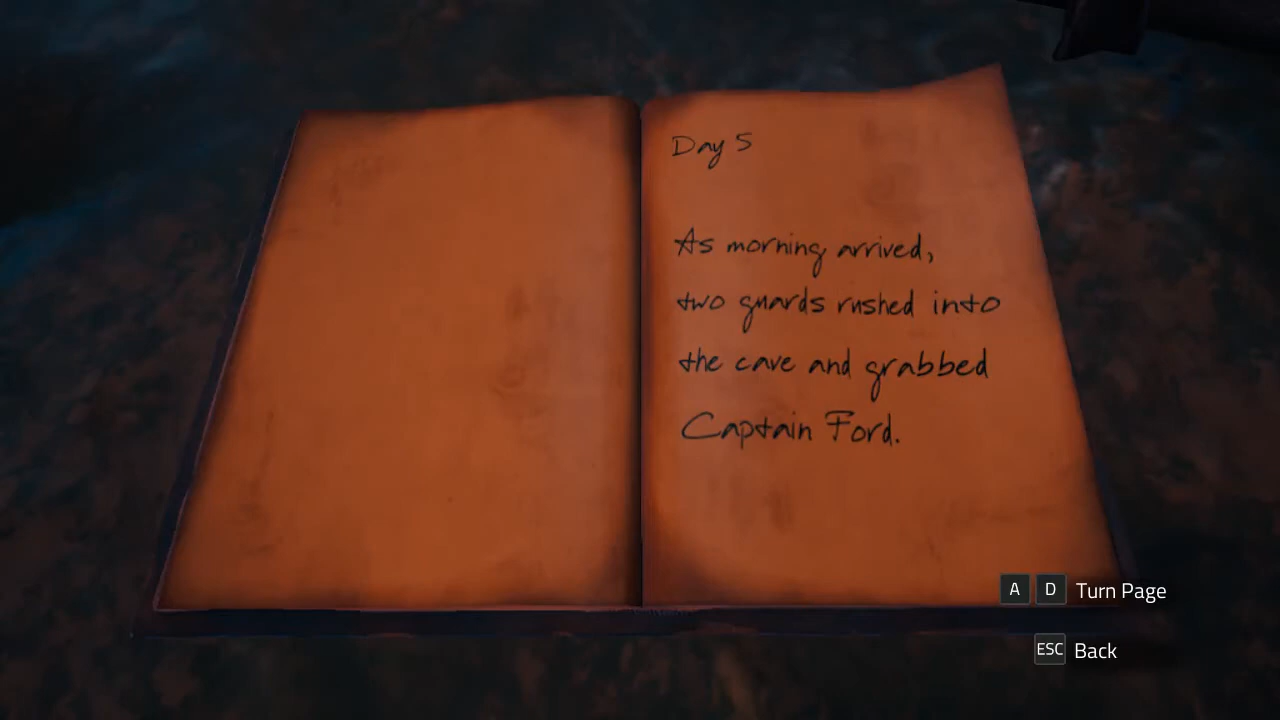 Day 5
As morning arrived,
two guards rushed into
the cave and grabbed
Captain Ford.
A D Turn Page
ESC Back